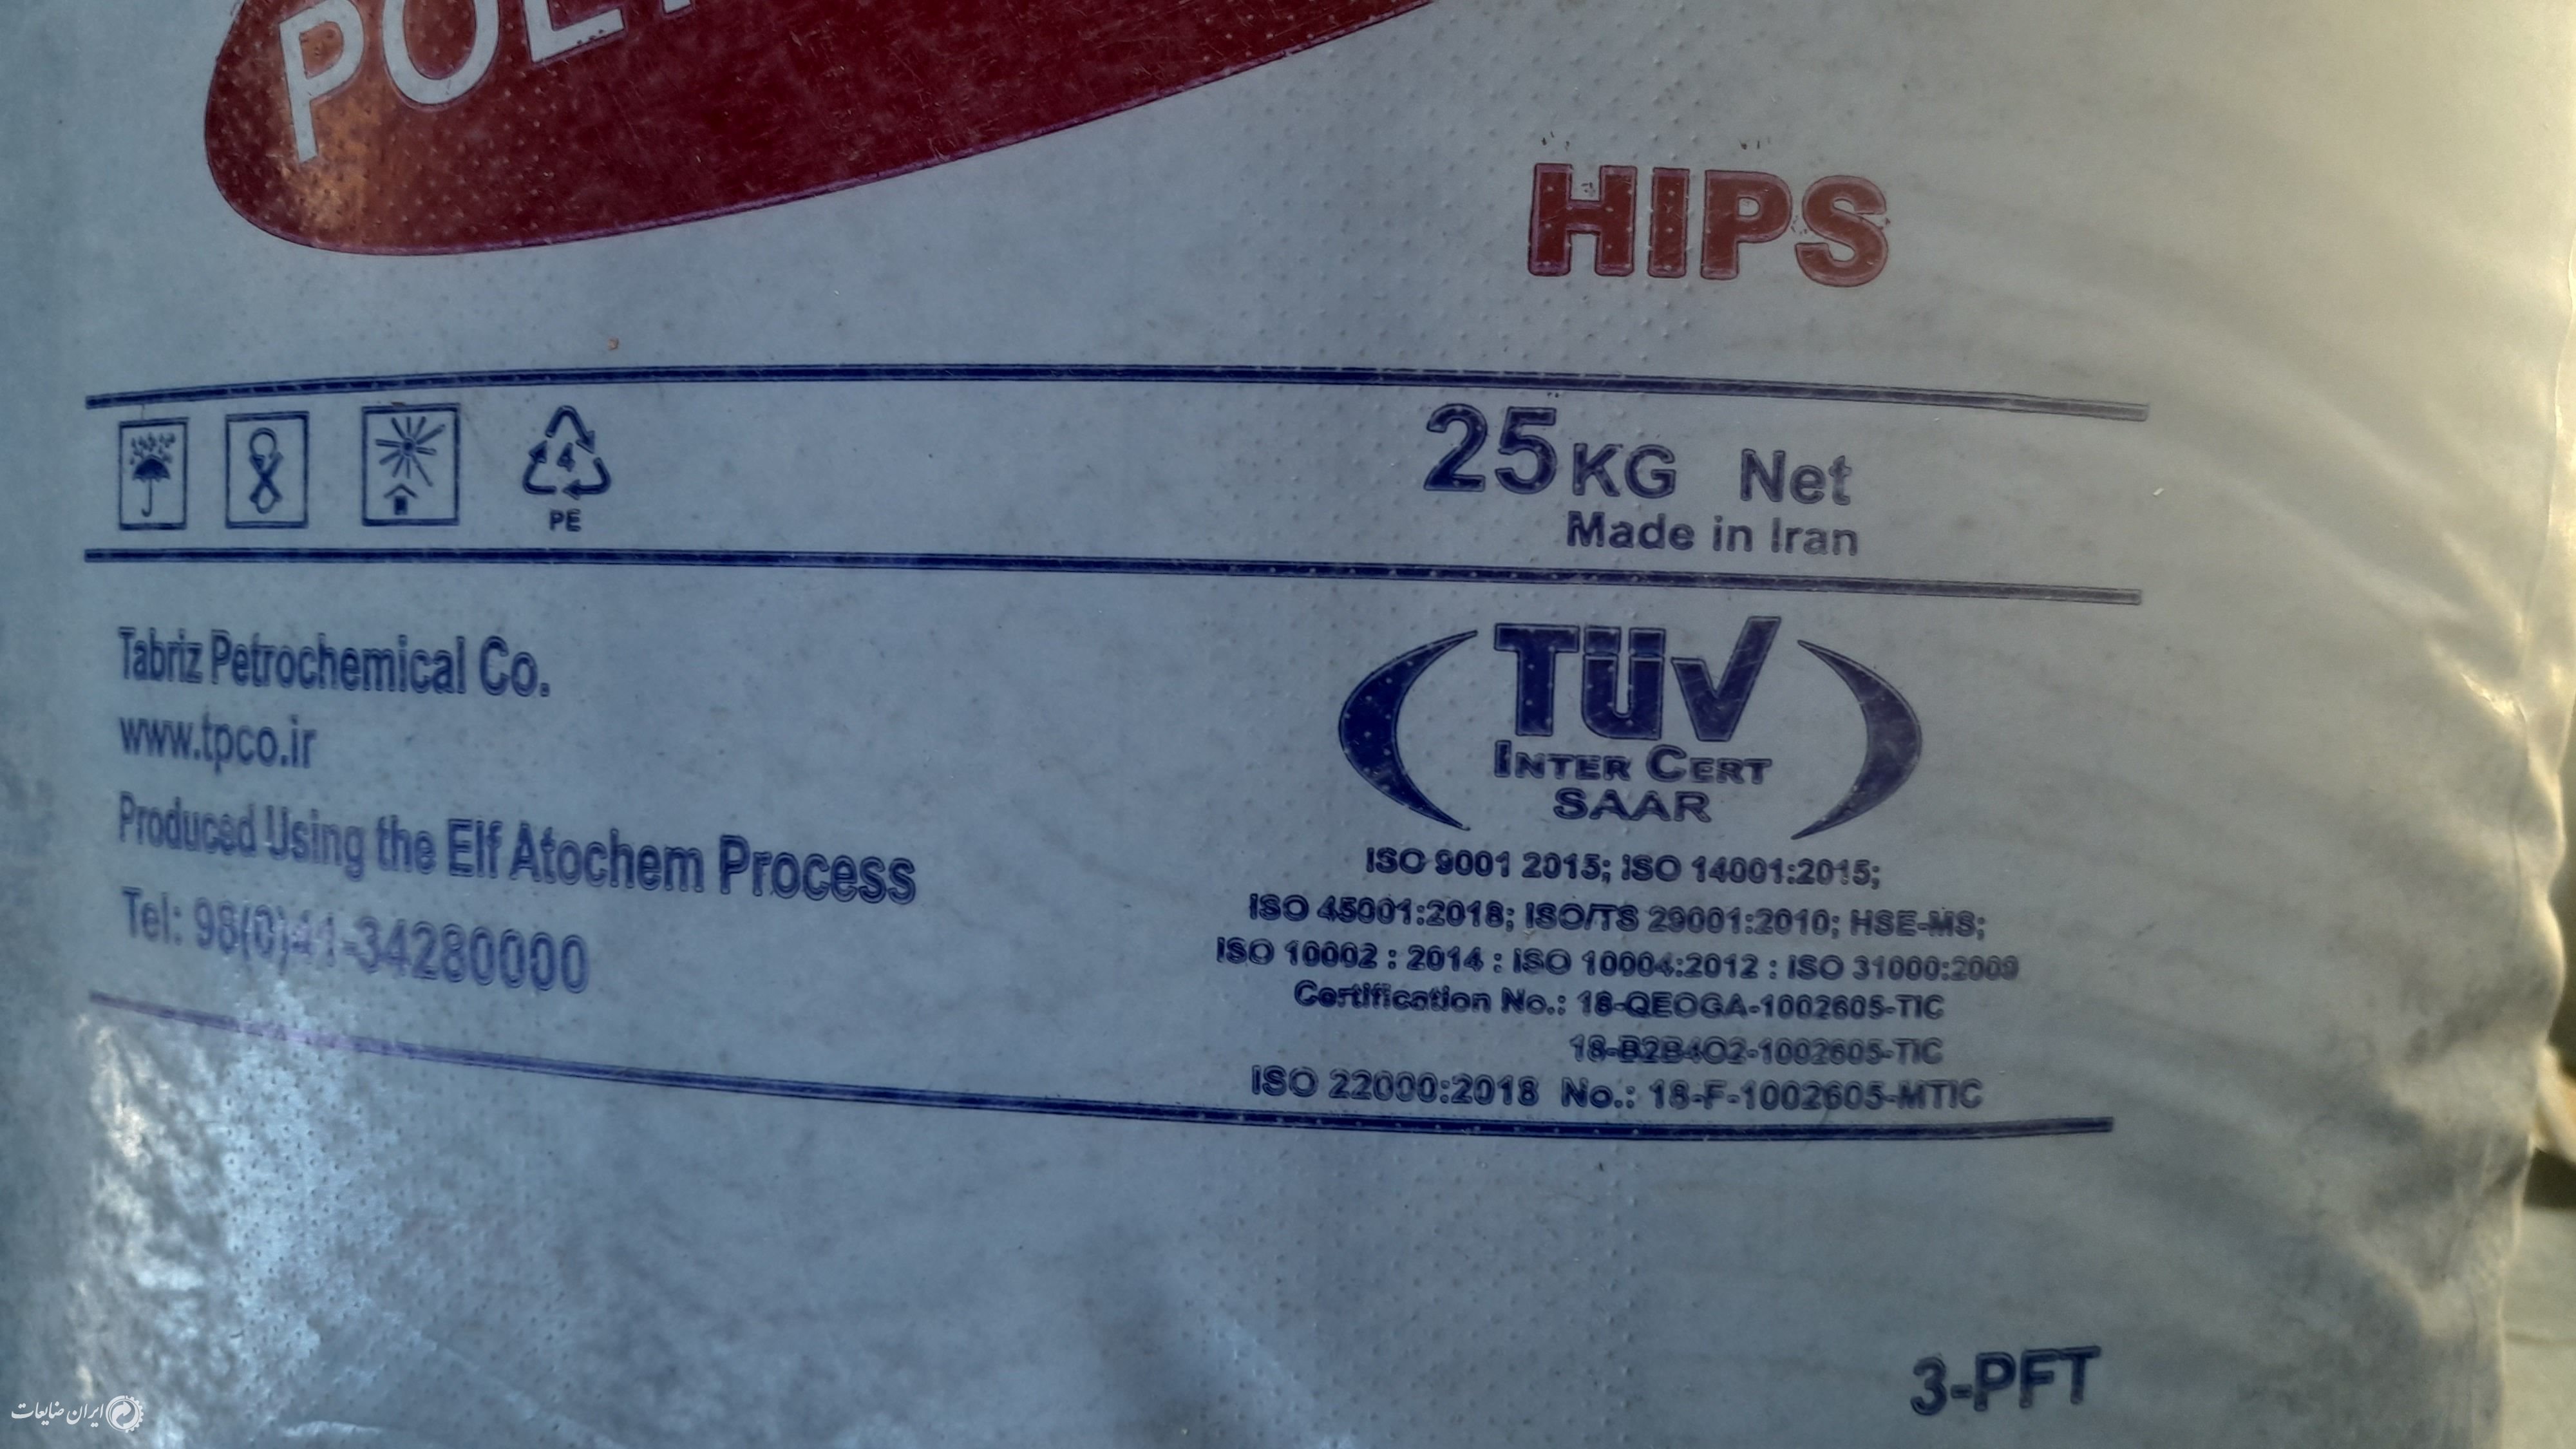 HIPS
4
PE
25 KG Net
Made in Iran
Tabriz Petrochemical Co.
www.tpco.ir
Produced Using the Elf Atochem Process
Tel: 98(0)41-34280000
TÜV
INTER CERT
SAAR
ISO 9001 2015; ISO 14001:2015;
ISO 45001:2018; ISO/TS 29001:2010; HSE-MS;
ISO 10002 : 2014 : ISO 10004:2012 : ISO 31000:2009
Certification No.: 18-QEOGA-1002605-TIC
18-B2B4O2-1002605-TIC
ISO 22000:2018 No.: 18-F-1002605-MTIC
3-PFT
ایران ضایعات